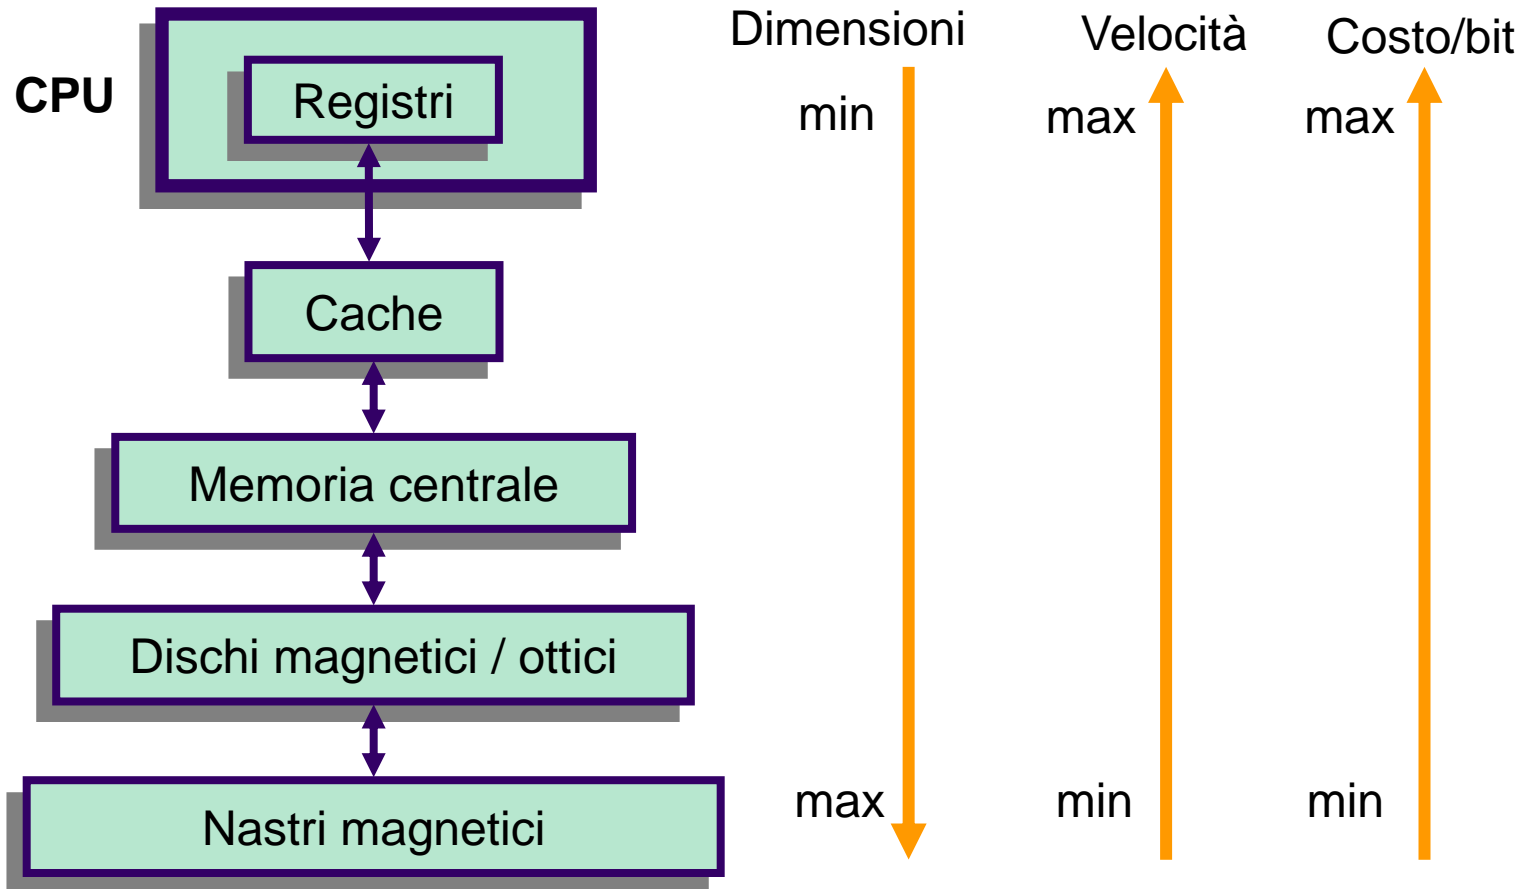 Dimensioni
Velocità
Costo/bit
CPU
Registri
min
max
max
Cache
Memoria centrale
Dischi magnetici / ottici
Nastri magnetici
max
min
min